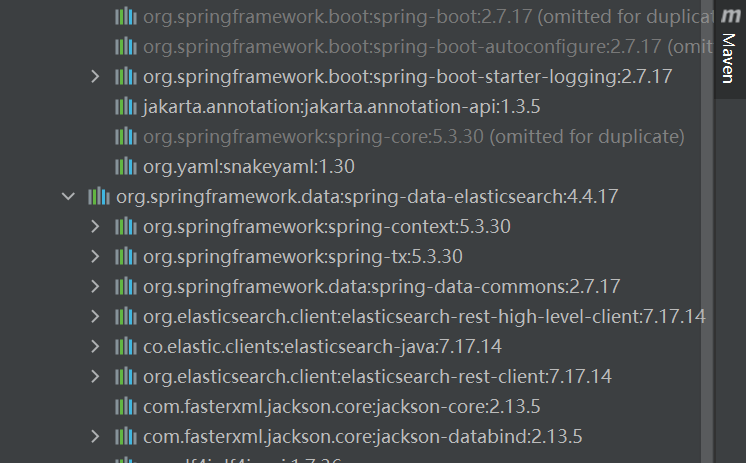 org.springframework.boot:spring-boot:2.7.17 (omitted for duplicat
org.springframework.boot:spring-boot-autoconfigure:2.7.17 (omit
org.springframework.boot:spring-boot-starter-logging:2.7.17
jakarta.annotation:jakarta.annotation-api:1.3.5
org.springframework:spring-core:5.3.30 (omitted for duplicate)
org.yaml:snakeyaml:1.30
org.springframework.data:spring-data-elasticsearch:4.4.17
org.springframework:spring-context:5.3.30
org.springframework:spring-tx:5.3.30
org.springframework.data:spring-data-commons:2.7.17
org.elasticsearch.client:elasticsearch-rest-high-level-client:7.17.14
co.elastic.clients:elasticsearch-java:7.17.14
org.elasticsearch.client:elasticsearch-rest-client:7.17.14
com.fasterxml.jackson.core:jackson-core:2.13.5
com.fasterxml.jackson.core:jackson-databind:2.13.5
m
Maven